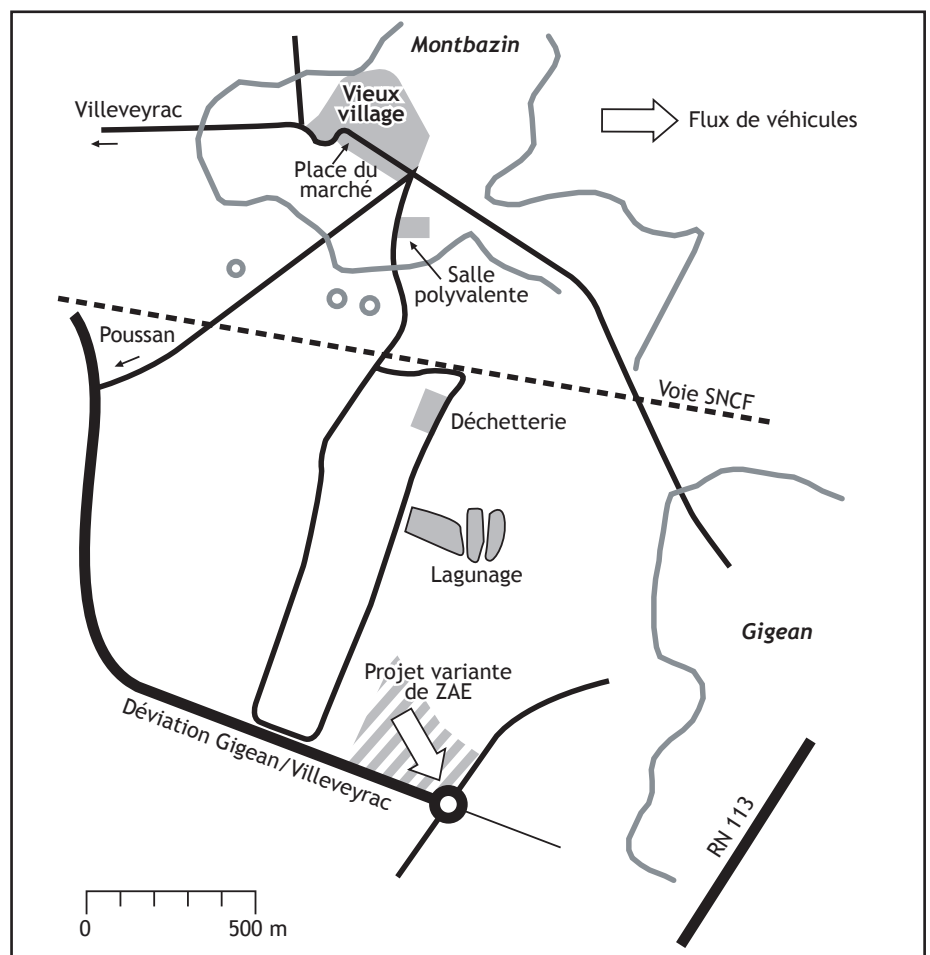 Montbazin
Villeveyrac
Vieux
village
Flux de véhicules
Place du
marché
Salle
polyvalente
Poussan
Voie SNCF
Déchetterie
Lagunage
Gigean
Projet variante
de ZAE
Déviation Gigean/Villeveyrac
RN 113
0 500 m